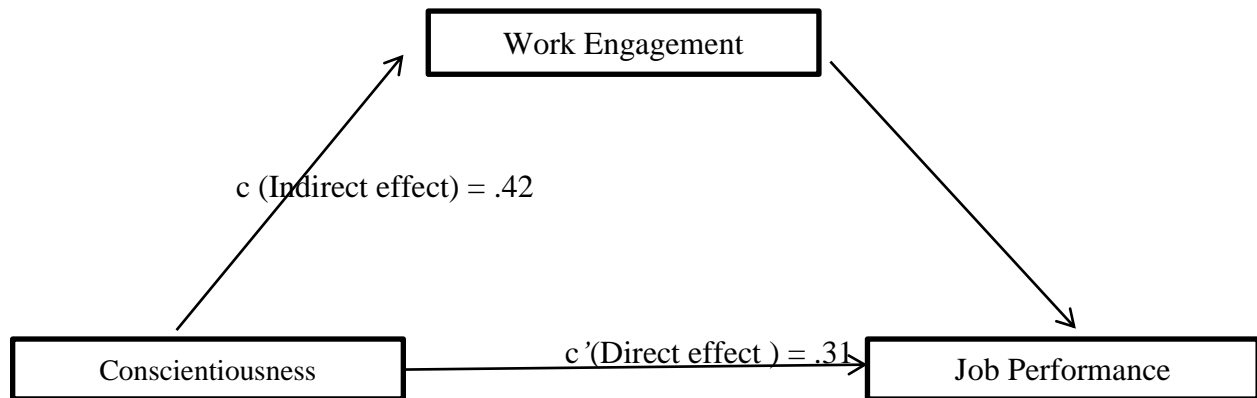 Work Engagement
c (Indirect effect) = .42
c’(Direct effect ) = .31
Conscientiousness
Job Performance